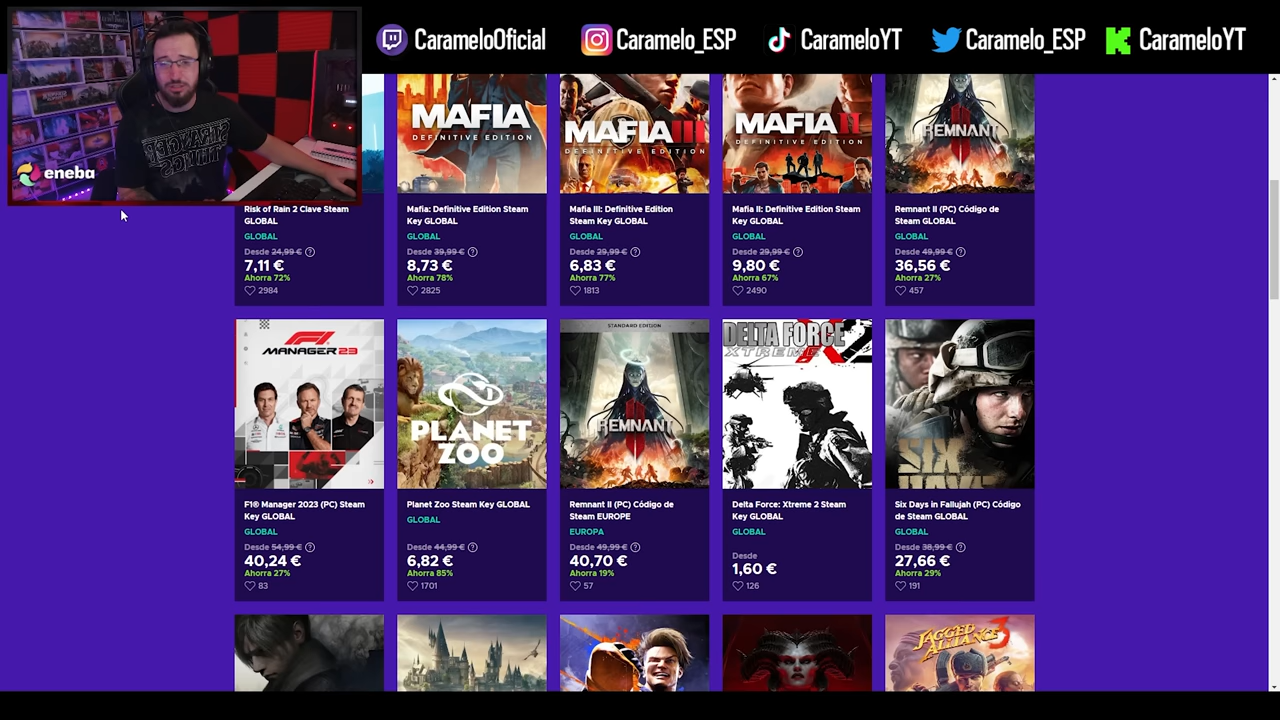 CarameloOficial
Caramelo_ESP
CarameloYT
Caramelo_ESP
CarameloYT
eneba
MAFIA
DEFINITIVE EDITION
MAFIA III
DEFINITIVE EDITION
MAFIA II
DEFINITIVE EDITION
REMNANT II
Risk of Rain 2 Clave Steam
GLOBAL
GLOBAL
Desde 24,99 €
7,11 €
Ahorra 72%
2984
Mafia: Definitive Edition Steam
Key GLOBAL
GLOBAL
Desde 39,99 €
8,73 €
Ahorra 78%
2825
Mafia III: Definitive Edition
Steam Key GLOBAL
GLOBAL
Desde 29,99 €
6,83 €
Ahorra 77%
1813
Mafia II: Definitive Edition Steam
Key GLOBAL
GLOBAL
Desde 29,99 €
9,80 €
Ahorra 67%
2490
Remnant II (PC) Código de
Steam GLOBAL
GLOBAL
Desde 49,99 €
36,56 €
Ahorra 27%
457
F1
MANAGER 23
PLANET
ZOO
STANDARD EDITION
REMNANT II
DELTA FORCE
XTREME 2
SIX
F1® Manager 2023 (PC) Steam
Key GLOBAL
GLOBAL
Desde 54,99 €
40,24 €
Ahorra 27%
83
Planet Zoo Steam Key GLOBAL
GLOBAL
Desde 44,99 €
6,82 €
Ahorra 85%
1701
Remnant II (PC) Código de
Steam EUROPE
EUROPA
Desde 49,99 €
40,70 €
Ahorra 19%
57
Delta Force: Xtreme 2 Steam
Key GLOBAL
GLOBAL
Desde
1,60 €
126
Six Days in Fallujah (PC) Código
de Steam GLOBAL
GLOBAL
Desde 38,99 €
27,66 €
Ahorra 29%
191
JAGGED
ALLIANCE 3